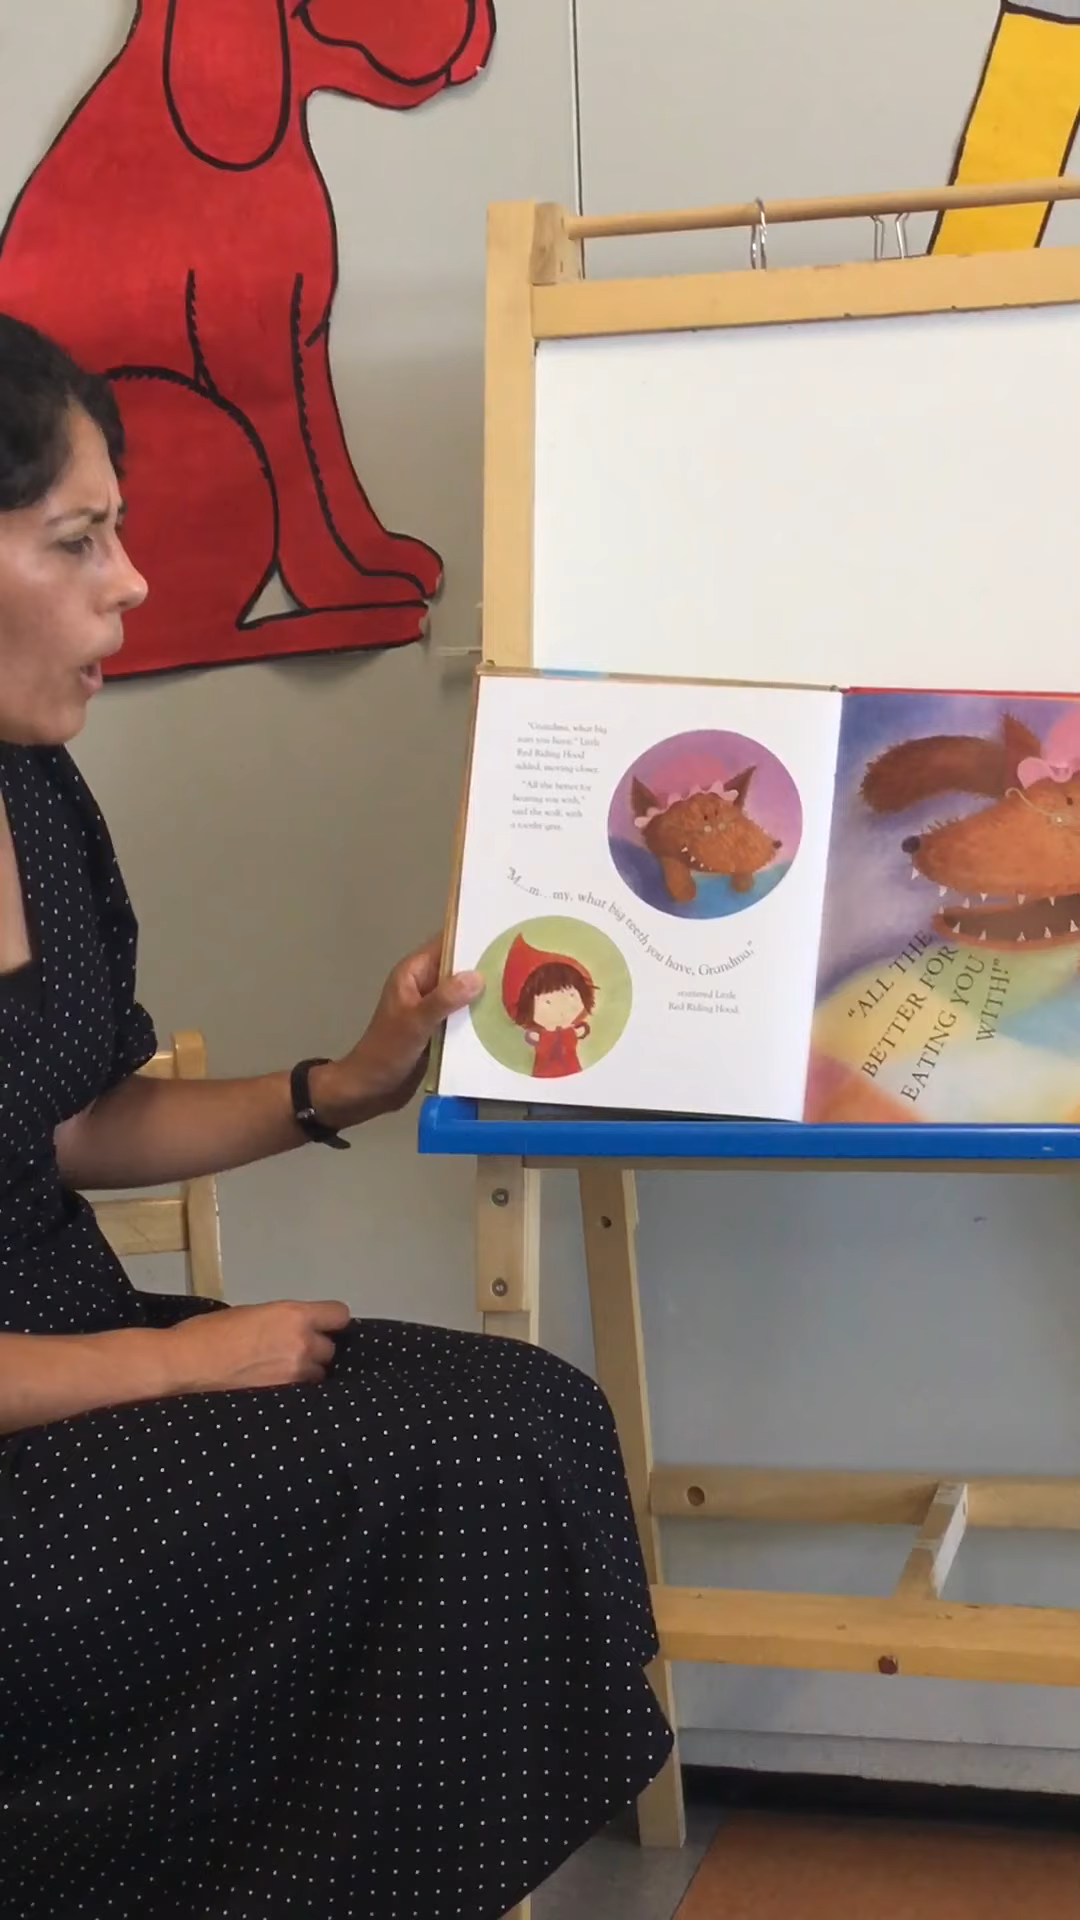 "Grandma, what big
ears you have," Little
Red Riding Hood
added, moving closer.
"All the better for
hearing you with,"
said the wolf, with
a toothy grin.
"M...m...my, what big teeth you have, Grandma,"
stuttered Little
Red Riding Hood.
"ALL THE
BETTER FOR
EATING YOU
WITH!"